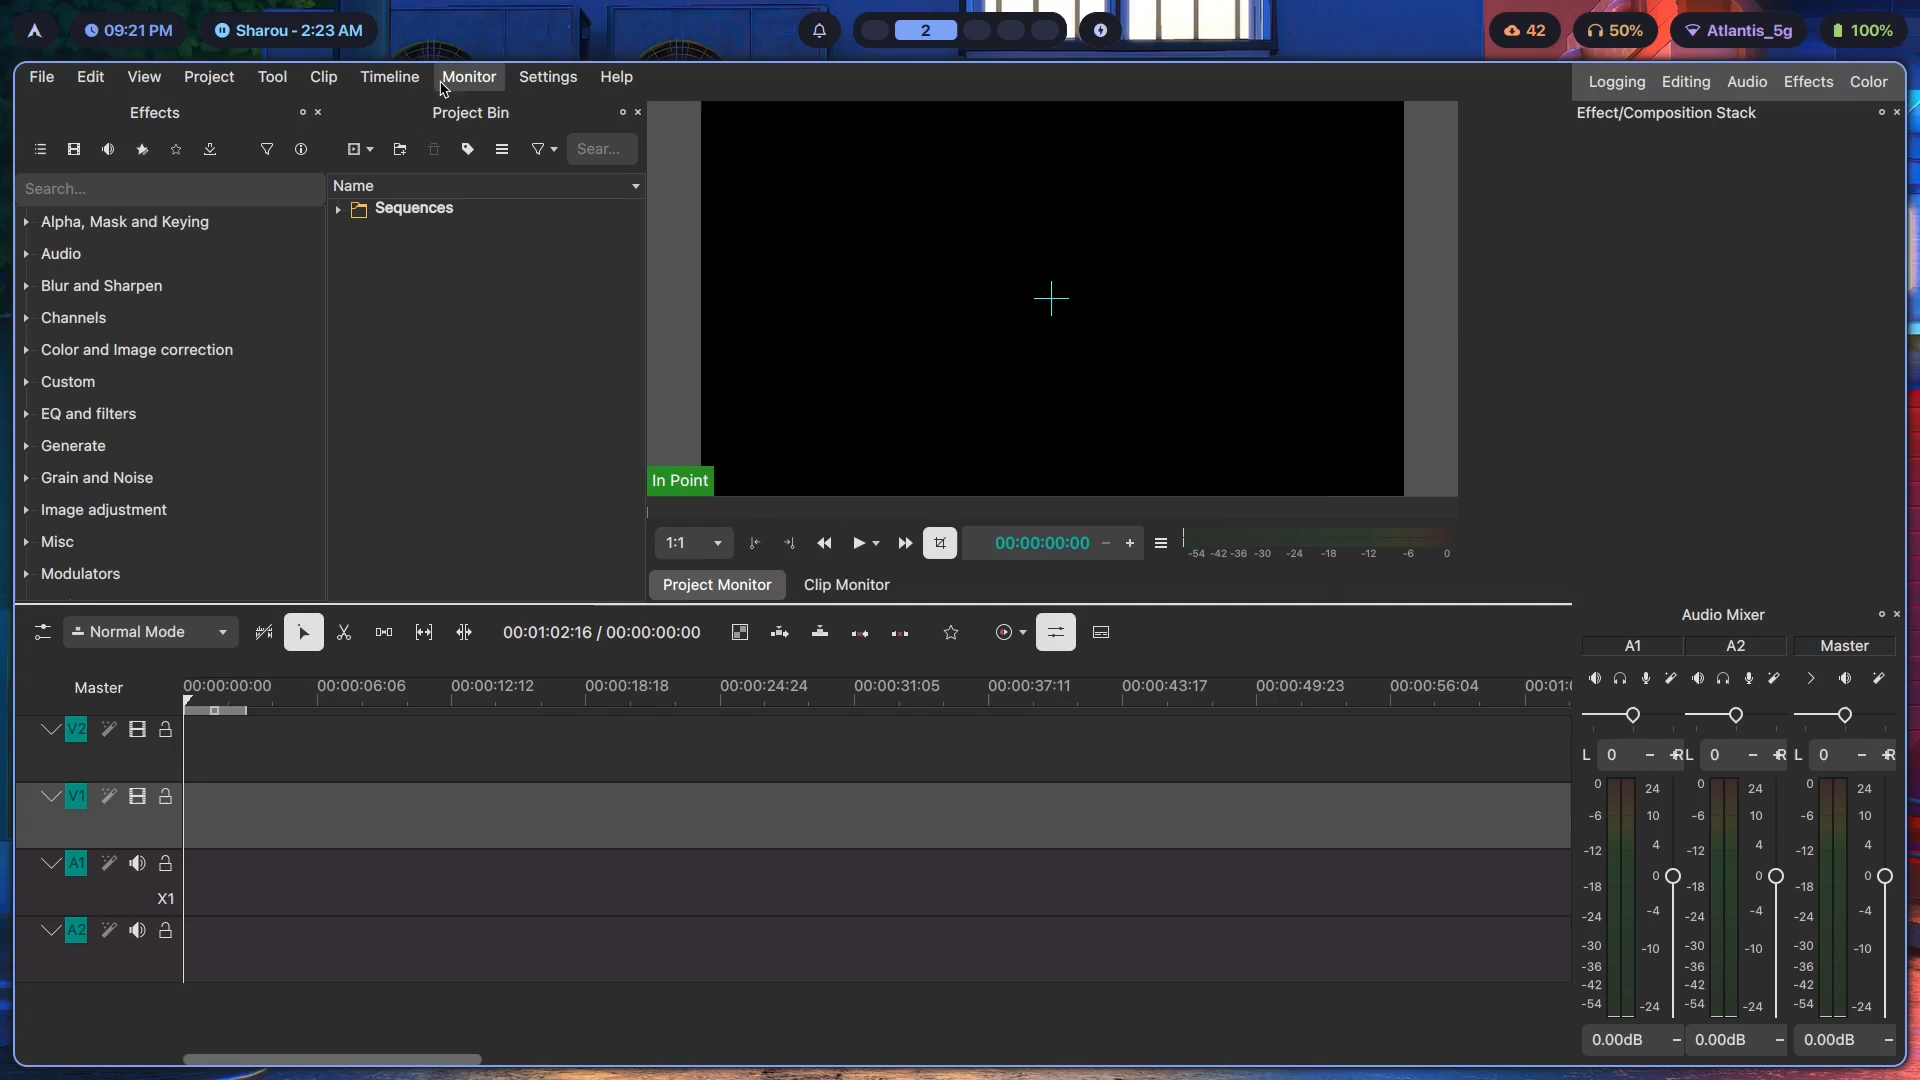 09:21 PM
Sharou - 2:23 AM
2
42
50%
Atlantis_5g
100%
File Edit View Project Tool Clip Timeline Monitor Settings Help
Logging Editing Audio Effects Color
Effects
Project Bin
Effect/Composition Stack
Sear...
Search...
Name
Sequences
Alpha, Mask and Keying
Audio
Blur and Sharpen
Channels
Color and Image correction
Custom
EQ and filters
Generate
Grain and Noise
Image adjustment
Misc
Modulators
In Point
1:1
00:00:00:00 - +
-54 -42 -36 -30 -24 -18 -12 -6 0
Project Monitor Clip Monitor
Normal Mode
00:01:02:16 / 00:00:00:00
Master
00:00:00:00 00:00:06:06 00:00:12:12 00:00:18:18 00:00:24:24 00:00:31:05 00:00:37:11 00:00:43:17 00:00:49:23 00:00:56:04 00:01:
V2
V1
A1
X1
A2
Audio Mixer
A1 A2 Master
L 0 - +R L 0 - +R L 0 - +R
0 24 0 24 0 24
-6 10 -6 10 -6 10
-12 4 -12 4 -12 4
-18 0 -18 0 -18 0
-24 -4 -24 -4 -24 -4
-30 -10 -30 -10 -30 -10
-36 -36 -36
-42 -42 -42
-54 -24 -54 -24 -54 -24
0.00dB - 0.00dB - 0.00dB -